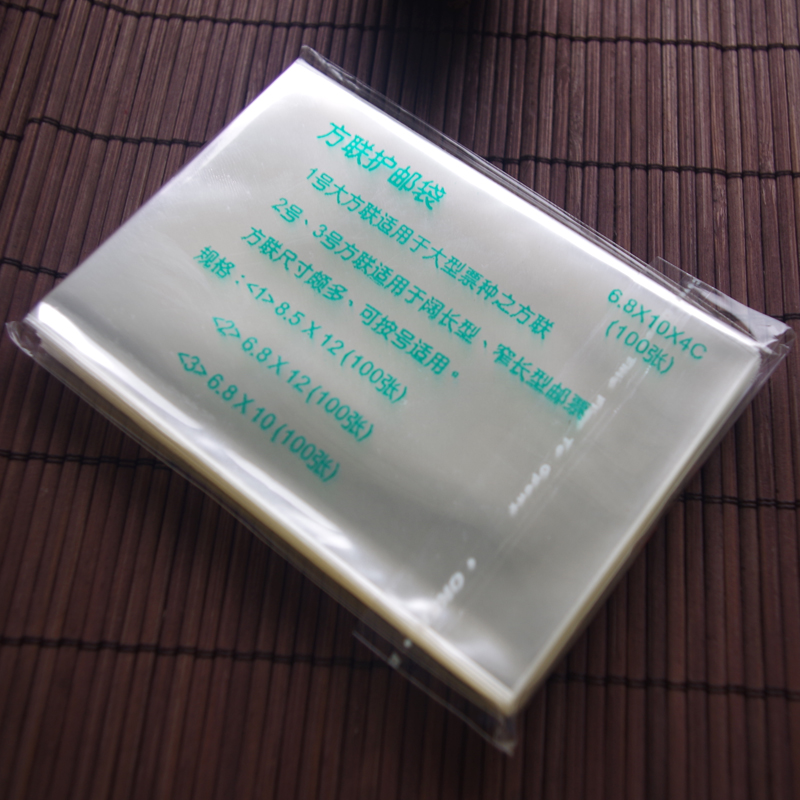 方联护邮袋
1号大方联适用于大型票种之方联
2号、3号方联适用于阔长型、窄长型邮票
方联尺寸颇多、可按号适用。
规格：<1> 8.5 X 12 (100张)
<2> 6.8 X 12 (100张)
<3> 6.8 X 10 (100张)
6.8X10X4C
(100张)
To Opens